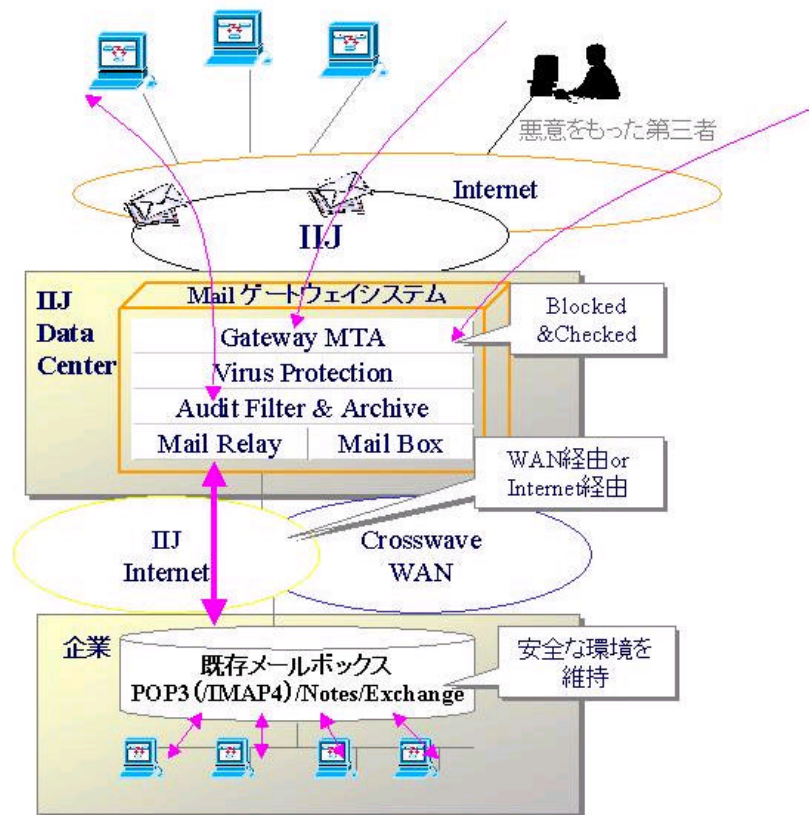 悪意をもった第三者
Internet
IIJ
Mail ゲートウェイシステム
IIJ
Data
Center
Gateway MTA
Virus Protection
Audit Filter & Archive
Mail Relay
Mail Box
Blocked
&Checked
WAN経由or
Internet経由
IIJ
Internet
Crosswave
WAN
企業
既存メールボックス
POP3 (/IMAP4) /Notes/Exchange
安全な環境を
維持